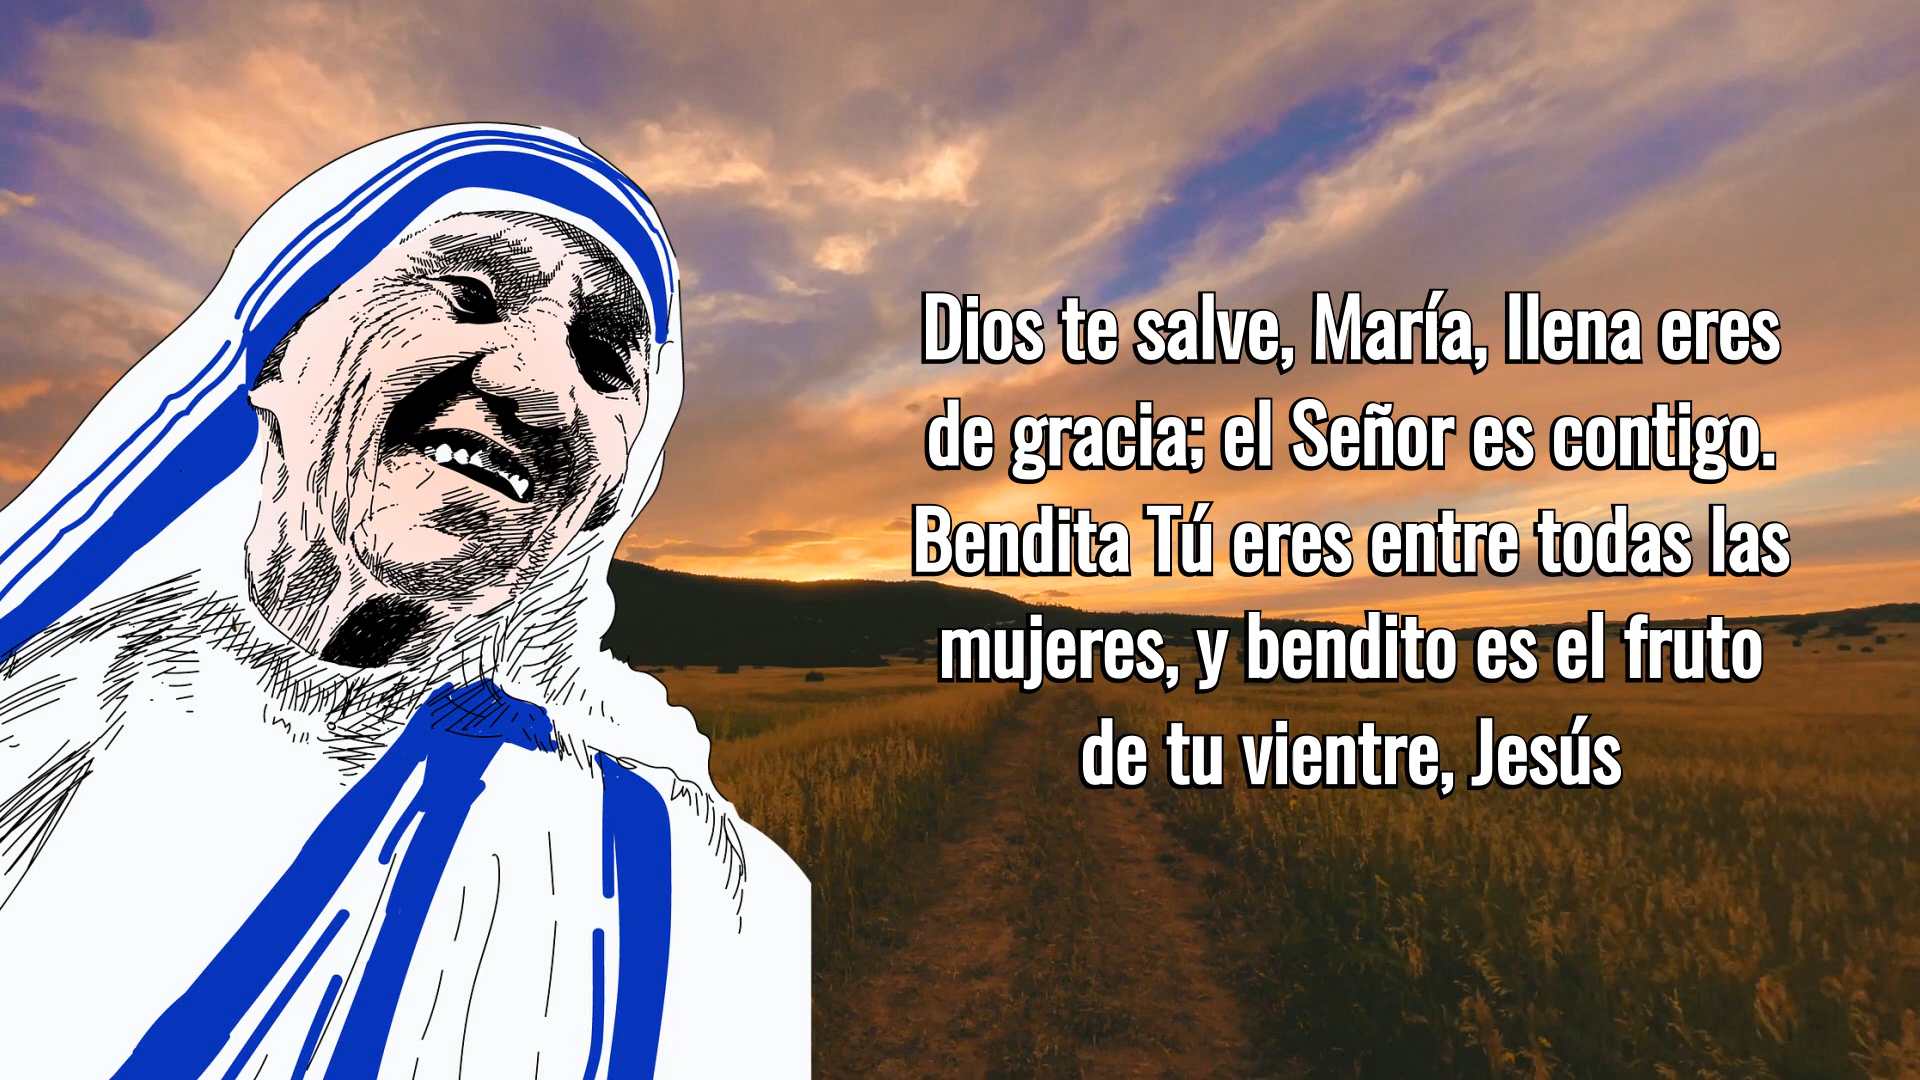 Dios te salve, María, llena eres
de gracia; el Señor es contigo.
Bendita Tú eres entre todas las
mujeres, y bendito es el fruto
de tu vientre, Jesús